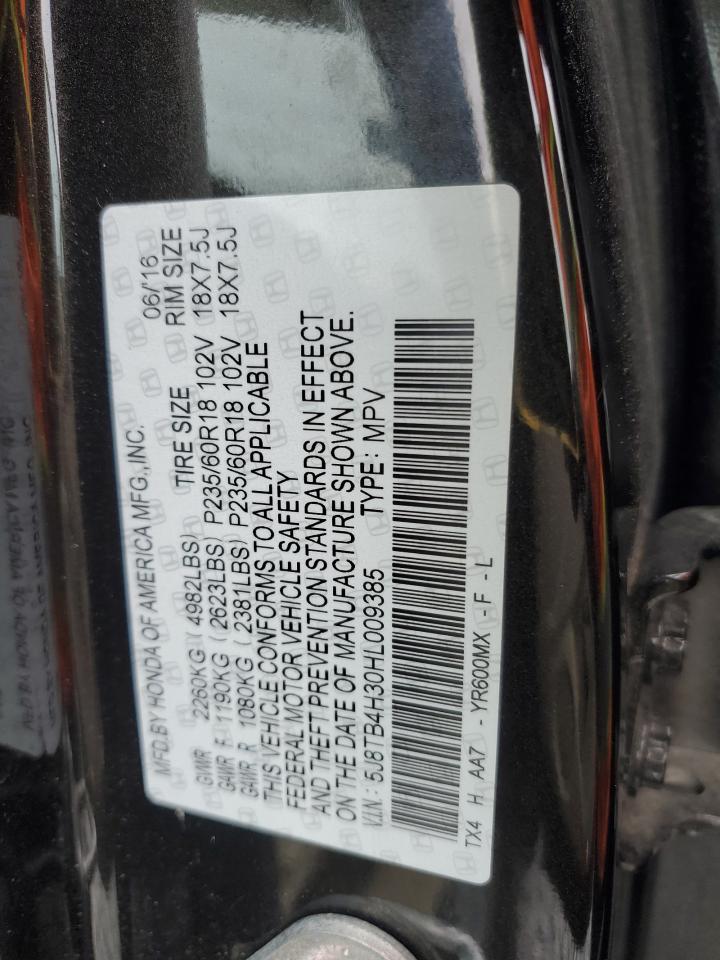 MFD.BY HONDA OF AMERICA MFG.,INC. 06/'16
GVWR 2260KG ( 4982LBS) TIRE SIZE RIM SIZE
GAWR F 1190KG ( 2623LBS) P235/60R18 102V 18X7.5J
GAWR R 1080KG ( 2381LBS) P235/60R18 102V 18X7.5J
THIS VEHICLE CONFORMS TO ALL APPLICABLE
FEDERAL MOTOR VEHICLE SAFETY
AND THEFT PREVENTION STANDARDS IN EFFECT
ON THE DATE OF MANUFACTURE SHOWN ABOVE.
V.I.N.: 5J8TB4H30HL009385 TYPE: MPV
TX4 H AA7 - YR600MX - F - L